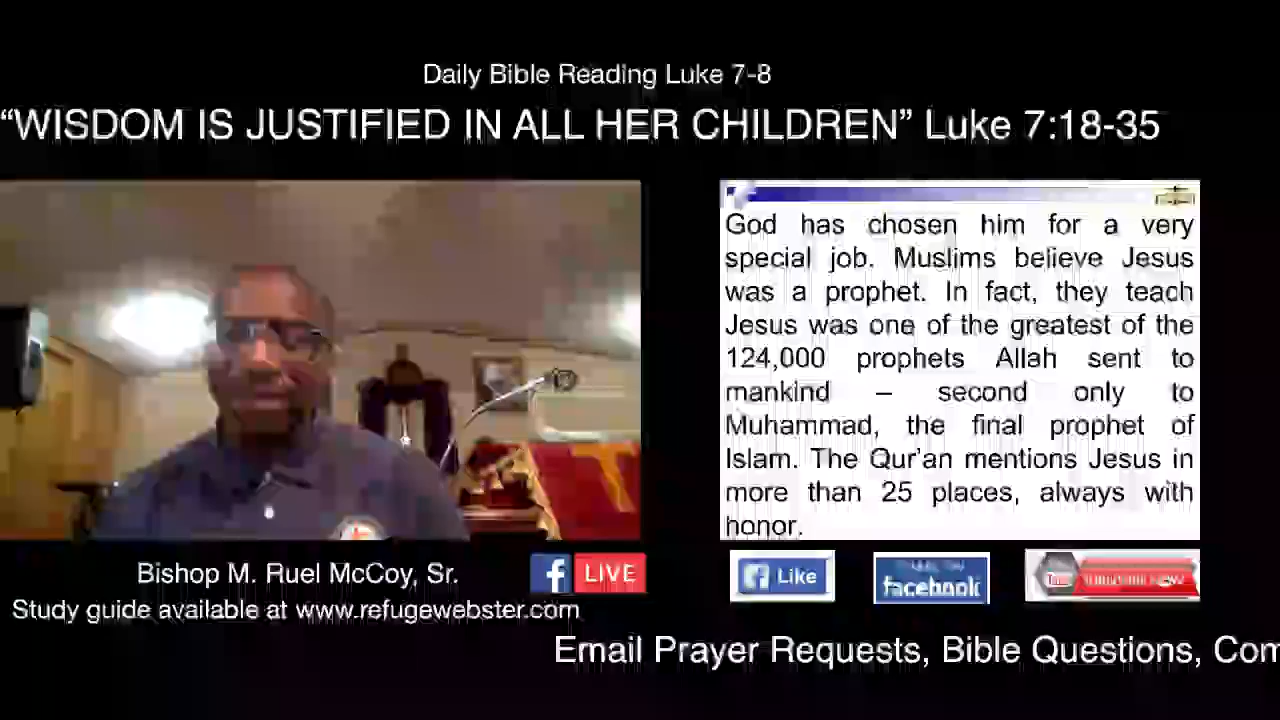 Daily Bible Reading Luke 7-8
“WISDOM IS JUSTIFIED IN ALL HER CHILDREN” Luke 7:18-35
God has chosen him for a very
special job. Muslims believe Jesus
was a prophet. In fact, they teach
Jesus was one of the greatest of the
124,000 prophets Allah sent to
mankind – second only to
Muhammad, the final prophet of
Islam. The Qur’an mentions Jesus in
more than 25 places, always with
honor.
Bishop M. Ruel McCoy, Sr.
f LIVE
f Like
facebook
Study guide available at www.refugewebster.com
Email Prayer Requests, Bible Questions, Com